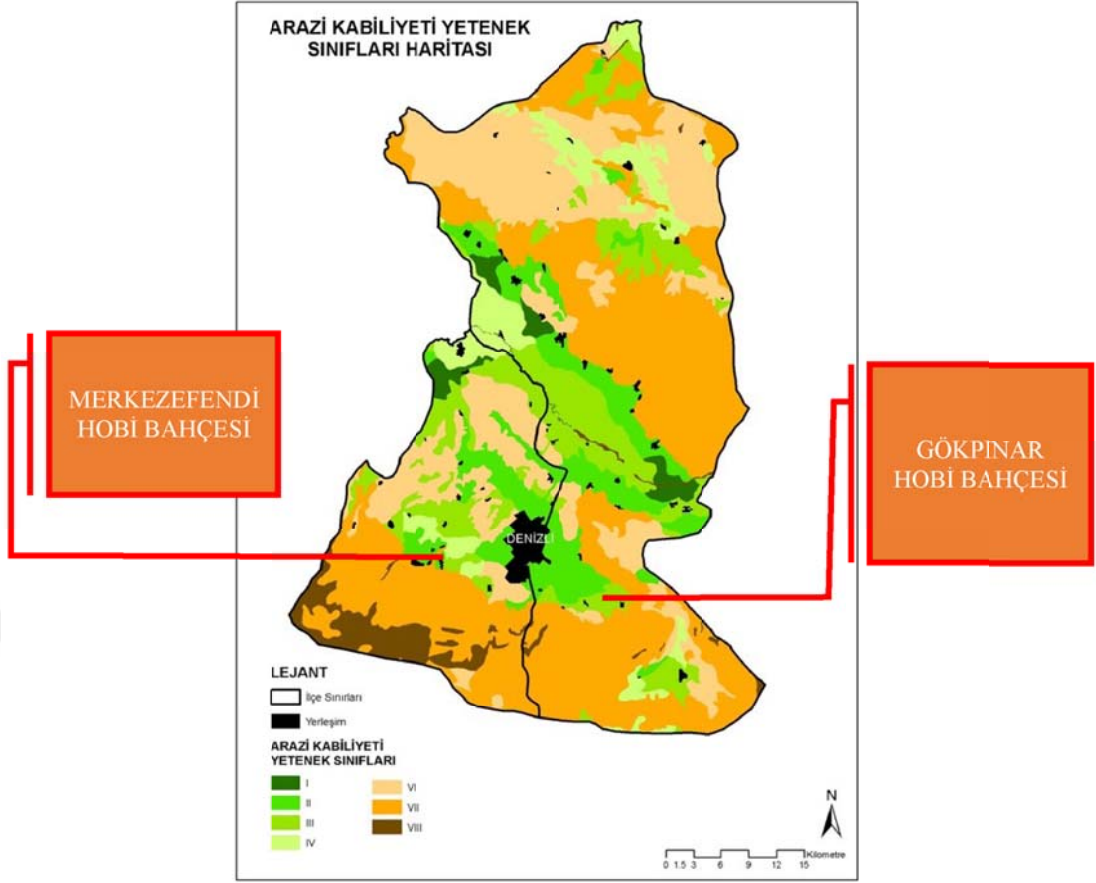 ARAZİ KABİLİYETİ YETENEK
SINIFLARI HARİTASI
MERKEZEFENDİ
HOBİ BAHÇESİ
GÖKPINAR
HOBİ BAHÇESİ
DENİZLİ
LEJANT
İlçe Sınırları
Yerleşim
ARAZİ KABİLİYETİ
YETENEK SINIFLARI
I
II
III
IV
VI
VII
VIII
N
Kilometre
0 1.5 3 6 9 12 15